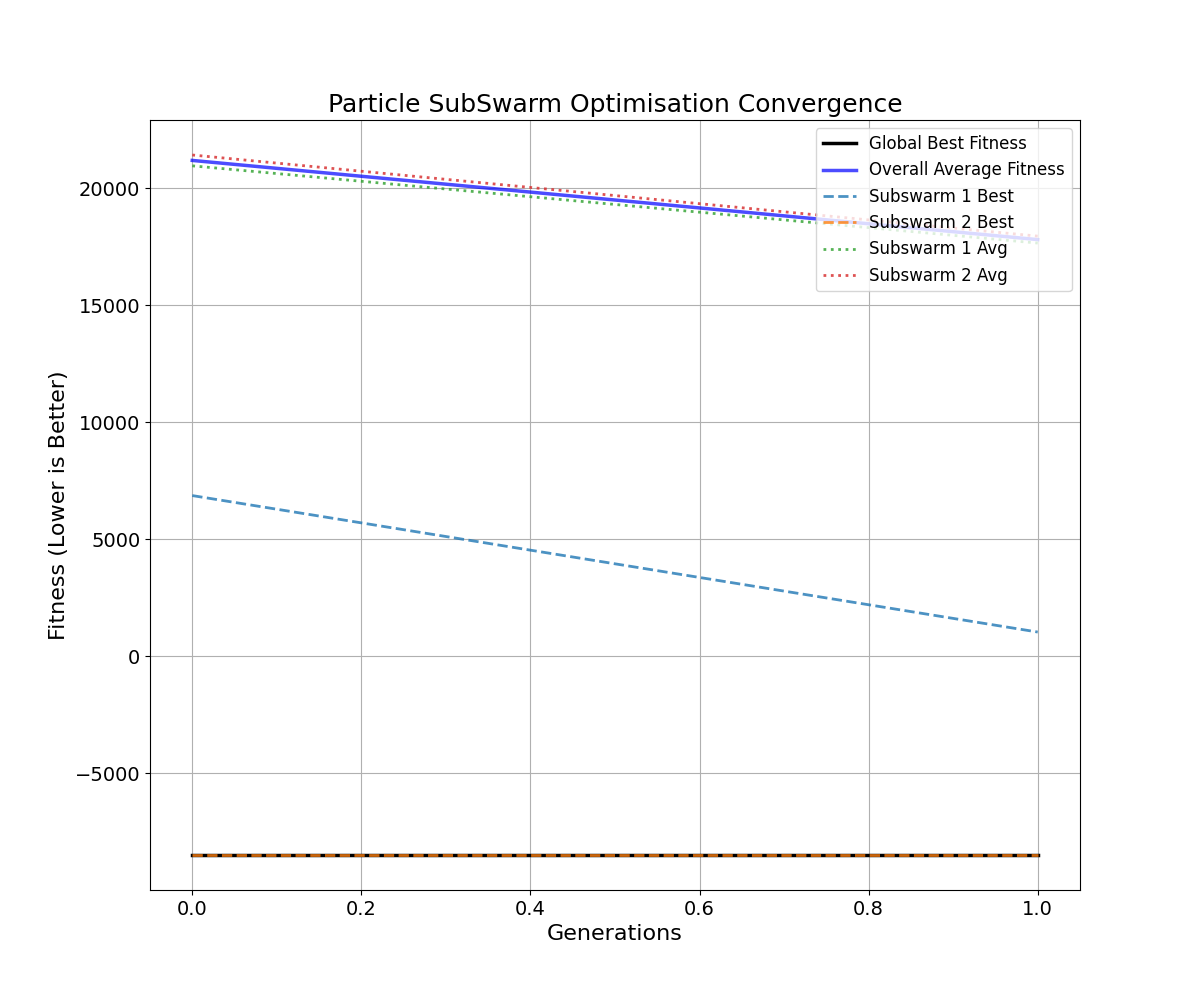 Particle SubSwarm Optimisation Convergence
Global Best Fitness
Overall Average Fitness
Subswarm 1 Best
Subswarm 2 Best
Subswarm 1 Avg
Subswarm 2 Avg
Fitness (Lower is Better)
20000
15000
10000
5000
0
−5000
0.0 0.2 0.4 0.6 0.8 1.0
Generations